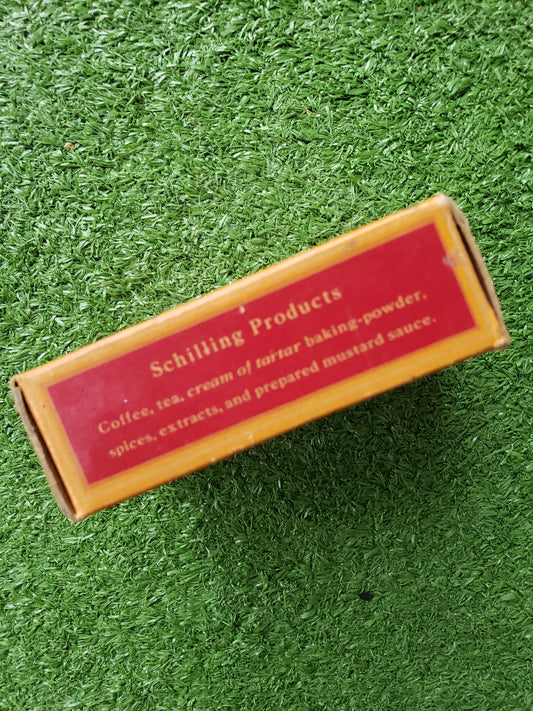 Schilling Products
Coffee, tea, cream of tartar baking-powder,
spices, extracts, and prepared mustard sauce.